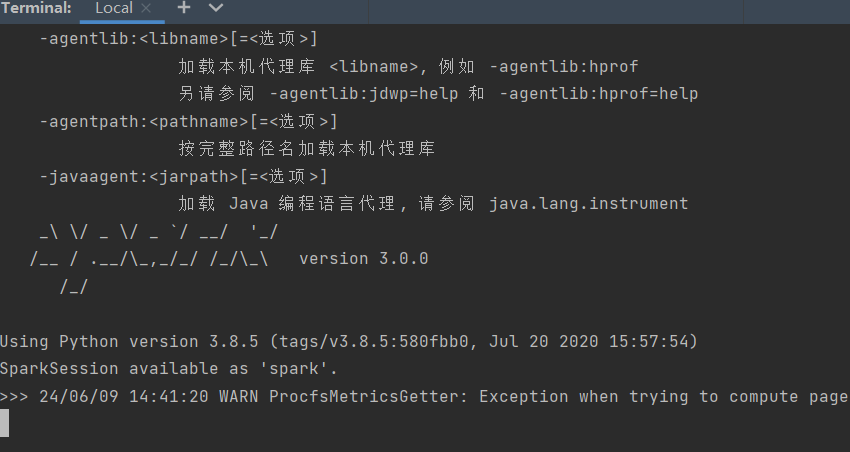 Terminal: Local × + ∨
-agentlib:<libname>[=<选项>]
加载本机代理库 <libname>, 例如 -agentlib:hprof
另请参阅 -agentlib:jdwp=help 和 -agentlib:hprof=help
-agentpath:<pathname>[=<选项>]
按完整路径名加载本机代理库
-javaagent:<jarpath>[=<选项>]
加载 Java 编程语言代理, 请参阅 java.lang.instrument
_\ \/ _ \/ _ `/ __/  '_/
/__ / .__/\_,_/_/ /_/\_\   version 3.0.0
/_/
Using Python version 3.8.5 (tags/v3.8.5:580fbb0, Jul 20 2020 15:57:54)
SparkSession available as 'spark'.
>>> 24/06/09 14:41:20 WARN ProcfsMetricsGetter: Exception when trying to compute page